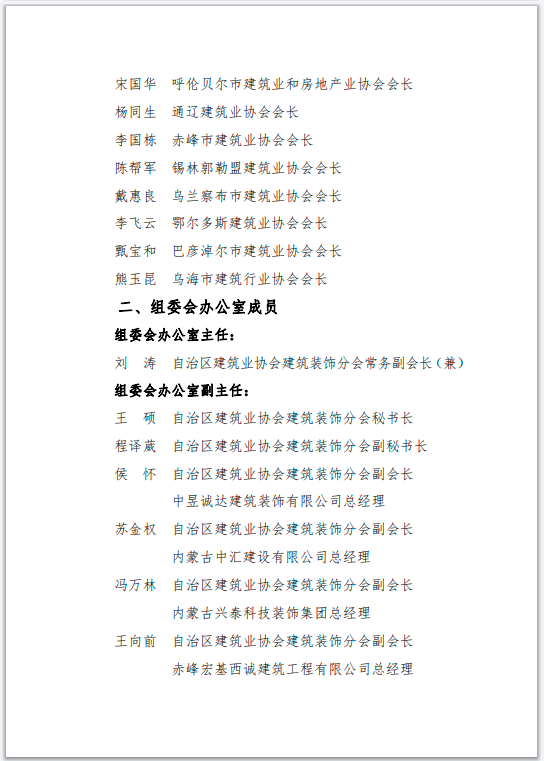 宋国华 呼伦贝尔市建筑业和房地产业协会会长
杨同生 通辽建筑业协会会长
李国栋 赤峰市建筑业协会会长
陈帮军 锡林郭勒盟建筑业协会会长
戴惠良 乌兰察布市建筑业协会会长
李飞云 鄂尔多斯建筑业协会会长
甄宝和 巴彦淖尔市建筑业协会会长
熊玉昆 乌海市建筑行业协会会长
二、组委会办公室成员
组委会办公室主任：
刘 涛 自治区建筑业协会建筑装饰分会常务副会长（兼）
组委会办公室副主任：
王 硕 自治区建筑业协会建筑装饰分会秘书长
程译葳 自治区建筑业协会建筑装饰分会副秘书长
侯 怀 自治区建筑业协会建筑装饰分会副会长
中昱诚达建筑装饰有限公司总经理
苏金权 自治区建筑业协会建筑装饰分会副会长
内蒙古中汇建设有限公司总经理
冯万林 自治区建筑业协会建筑装饰分会副会长
内蒙古兴泰科技装饰集团总经理
王向前 自治区建筑业协会建筑装饰分会副会长
赤峰宏基西诚建筑工程有限公司总经理